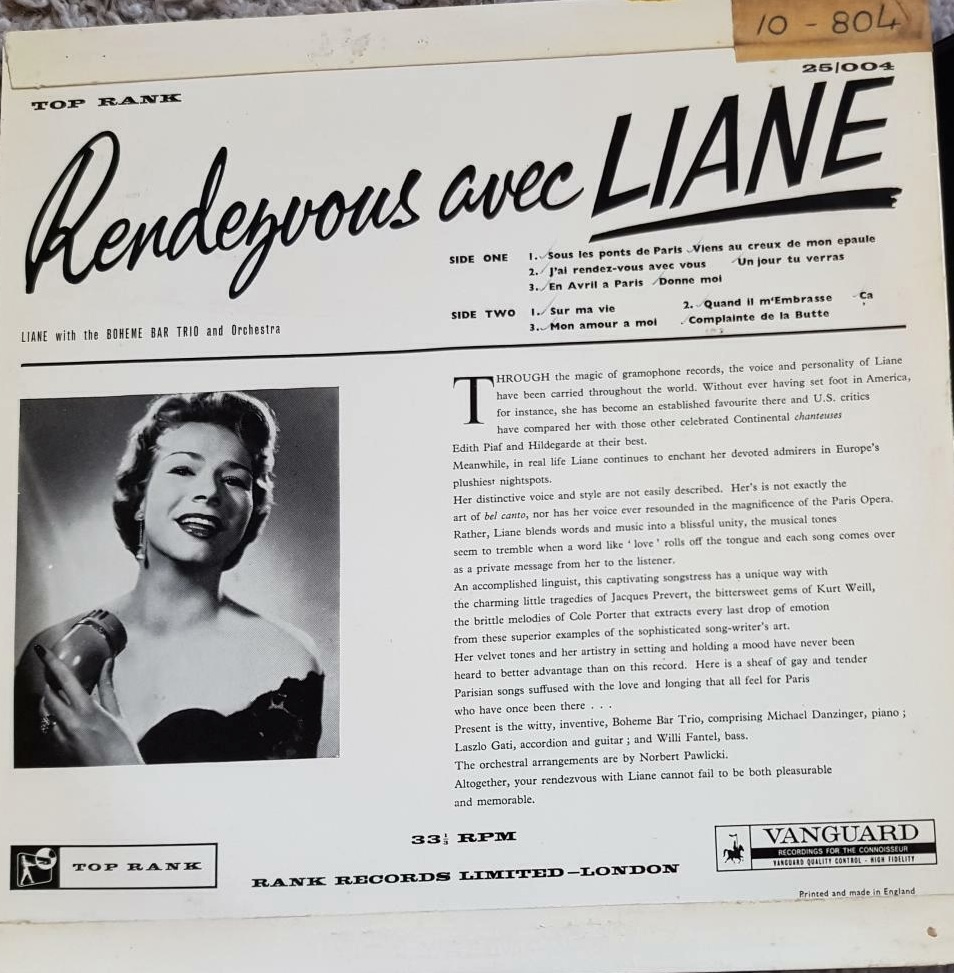 10 - 804
25/004
TOP RANK
Rendezvous avec LIANE
SIDE ONE 1. Sous les ponts de Paris Viens au creux de mon epaule
2. J'ai rendez-vous avec vous Un jour tu verras
3. En Avril a Paris Donne moi
SIDE TWO 1. Sur ma vie 2. Quand il m'Embrasse Ça
3. Mon amour a moi Complainte de la Butte
LIANE with the BOHEME BAR TRIO and Orchestra
THROUGH the magic of gramophone records, the voice and personality of Liane
have been carried throughout the world. Without ever having set foot in America,
for instance, she has become an established favourite there and U.S. critics
have compared her with those other celebrated Continental chanteuses
Edith Piaf and Hildegarde at their best.
Meanwhile, in real life Liane continues to enchant her devoted admirers in Europe's
plushiest nightspots.
Her distinctive voice and style are not easily described. Her's is not exactly the
art of bel canto, nor has her voice ever resounded in the magnificence of the Paris Opera.
Rather, Liane blends words and music into a blissful unity, the musical tones
seem to tremble when a word like ' love ' rolls off the tongue and each song comes over
as a private message from her to the listener.
An accomplished linguist, this captivating songstress has a unique way with
the charming little tragedies of Jacques Prevert, the bittersweet gems of Kurt Weill,
the brittle melodies of Cole Porter that extracts every last drop of emotion
from these superior examples of the sophisticated song-writer's art.
Her velvet tones and her artistry in setting and holding a mood have never been
heard to better advantage than on this record. Here is a sheaf of gay and tender
Parisian songs suffused with the love and longing that all feel for Paris
who have once been there . . .
Present is the witty, inventive, Boheme Bar Trio, comprising Michael Danzinger, piano ;
Laszlo Gati, accordion and guitar ; and Willi Fantel, bass.
The orchestral arrangements are by Norbert Pawlicki.
Altogether, your rendezvous with Liane cannot fail to be both pleasurable
and memorable.
33⅓ RPM
TOP RANK
RANK RECORDS LIMITED–LONDON
VANGUARD
RECORDINGS FOR THE CONNOISSEUR
VANGUARD QUALITY CONTROL - HIGH FIDELITY
Printed and made in England